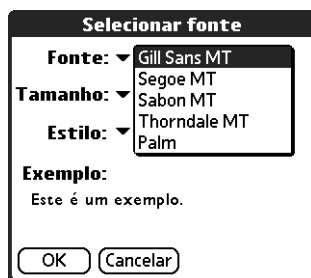 Selecionar fonte
Fonte: Gill Sans MT
Segoe MT
Tamanho: Sabon MT
Thorndale MT
Estilo: Palm
Exemplo:
Este é um exemplo.
OK Cancelar